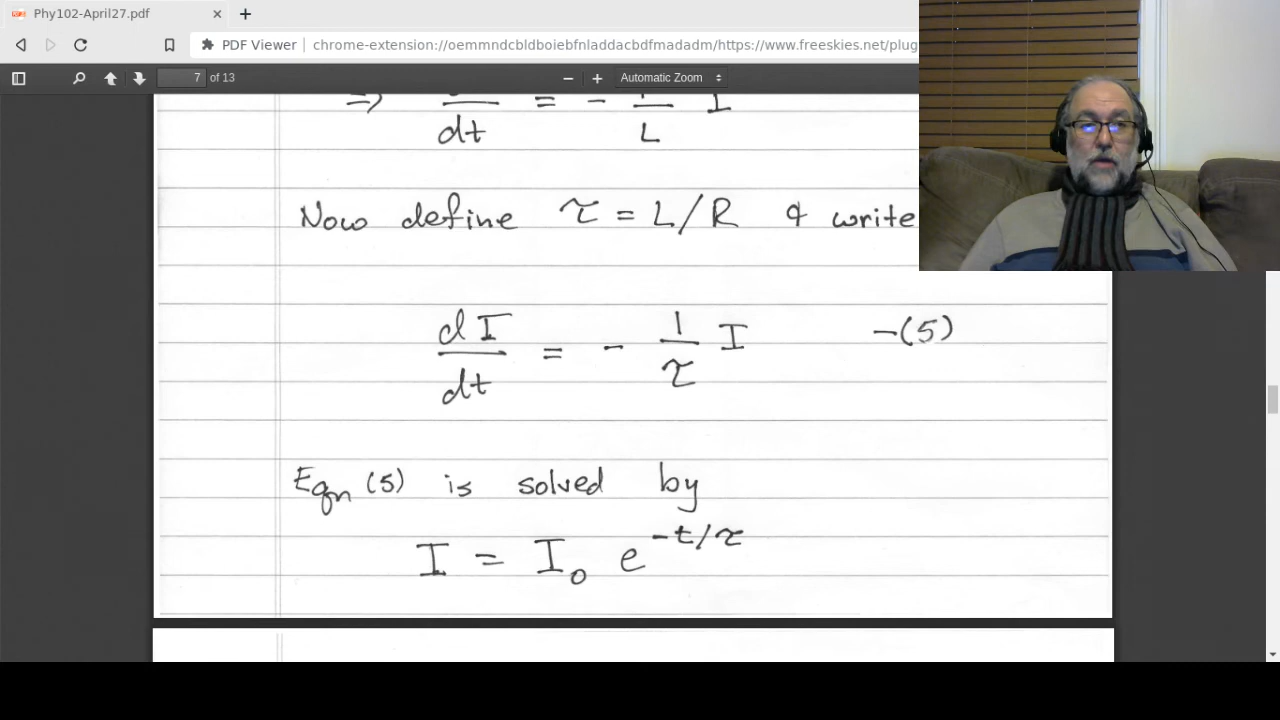 Phy102-April27.pdf
PDF Viewer chrome-extension://oemmndcbldboiebfnladdacbdfmadadm/https://www.freeskies.net/plug
7 of 13 Automatic Zoom
⇒ dt = - L I
Now define τ = L/R & write
dI/dt = - 1/τ I -(5)
Eqn (5) is solved by
I = I₀ e^-t/τ